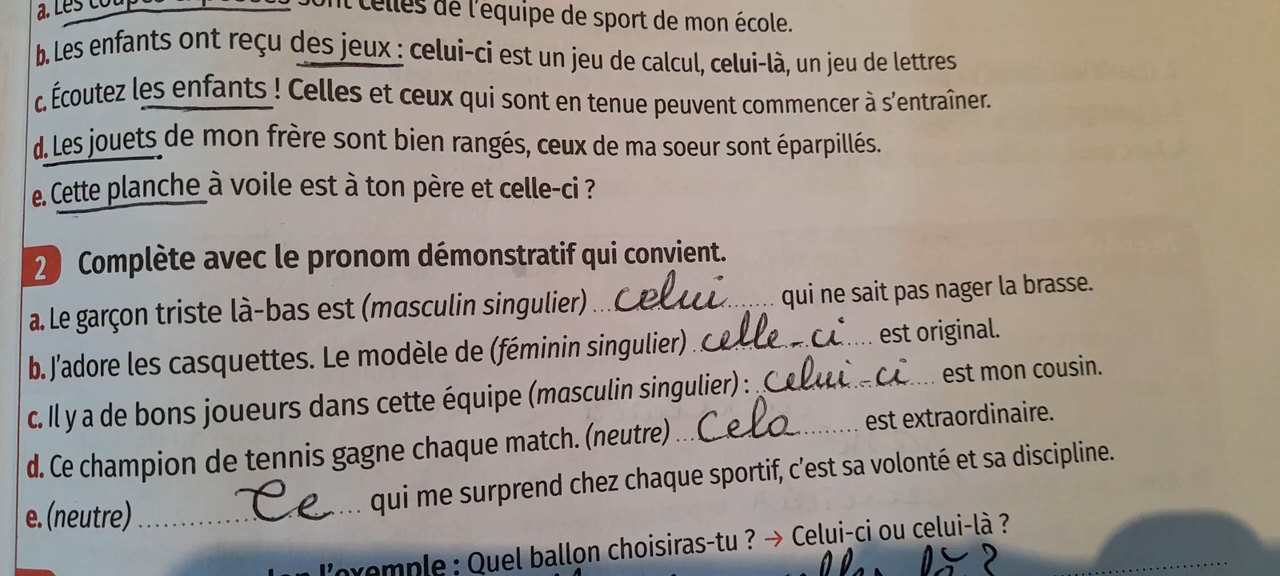 a. Les coupes exposées sont celles de l'équipe de sport de mon école.
b. Les enfants ont reçu des jeux : celui-ci est un jeu de calcul, celui-là, un jeu de lettres
c. Écoutez les enfants ! Celles et ceux qui sont en tenue peuvent commencer à s'entraîner.
d. Les jouets de mon frère sont bien rangés, ceux de ma soeur sont éparpillés.
e. Cette planche à voile est à ton père et celle-ci ?
2 Complète avec le pronom démonstratif qui convient.
a. Le garçon triste là-bas est (masculin singulier) ... celui ....... qui ne sait pas nager la brasse.
b. J'adore les casquettes. Le modèle de (féminin singulier) . celle-ci .... est original.
c. Il y a de bons joueurs dans cette équipe (masculin singulier) : . celui-ci .... est mon cousin.
d. Ce champion de tennis gagne chaque match. (neutre) ... Cela ........ est extraordinaire.
e. (neutre) ............. Ce .... qui me surprend chez chaque sportif, c'est sa volonté et sa discipline.
l'exemple : Quel ballon choisiras-tu ? → Celui-ci ou celui-là ?